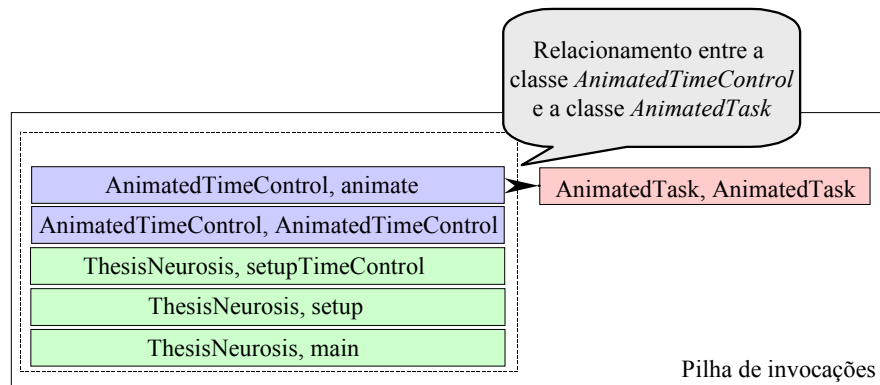 Relacionamento entre a
classe AnimatedTimeControl
e a classe AnimatedTask
AnimatedTimeControl, animate
AnimatedTask, AnimatedTask
AnimatedTimeControl, AnimatedTimeControl
ThesisNeurosis, setupTimeControl
ThesisNeurosis, setup
ThesisNeurosis, main
Pilha de invocações